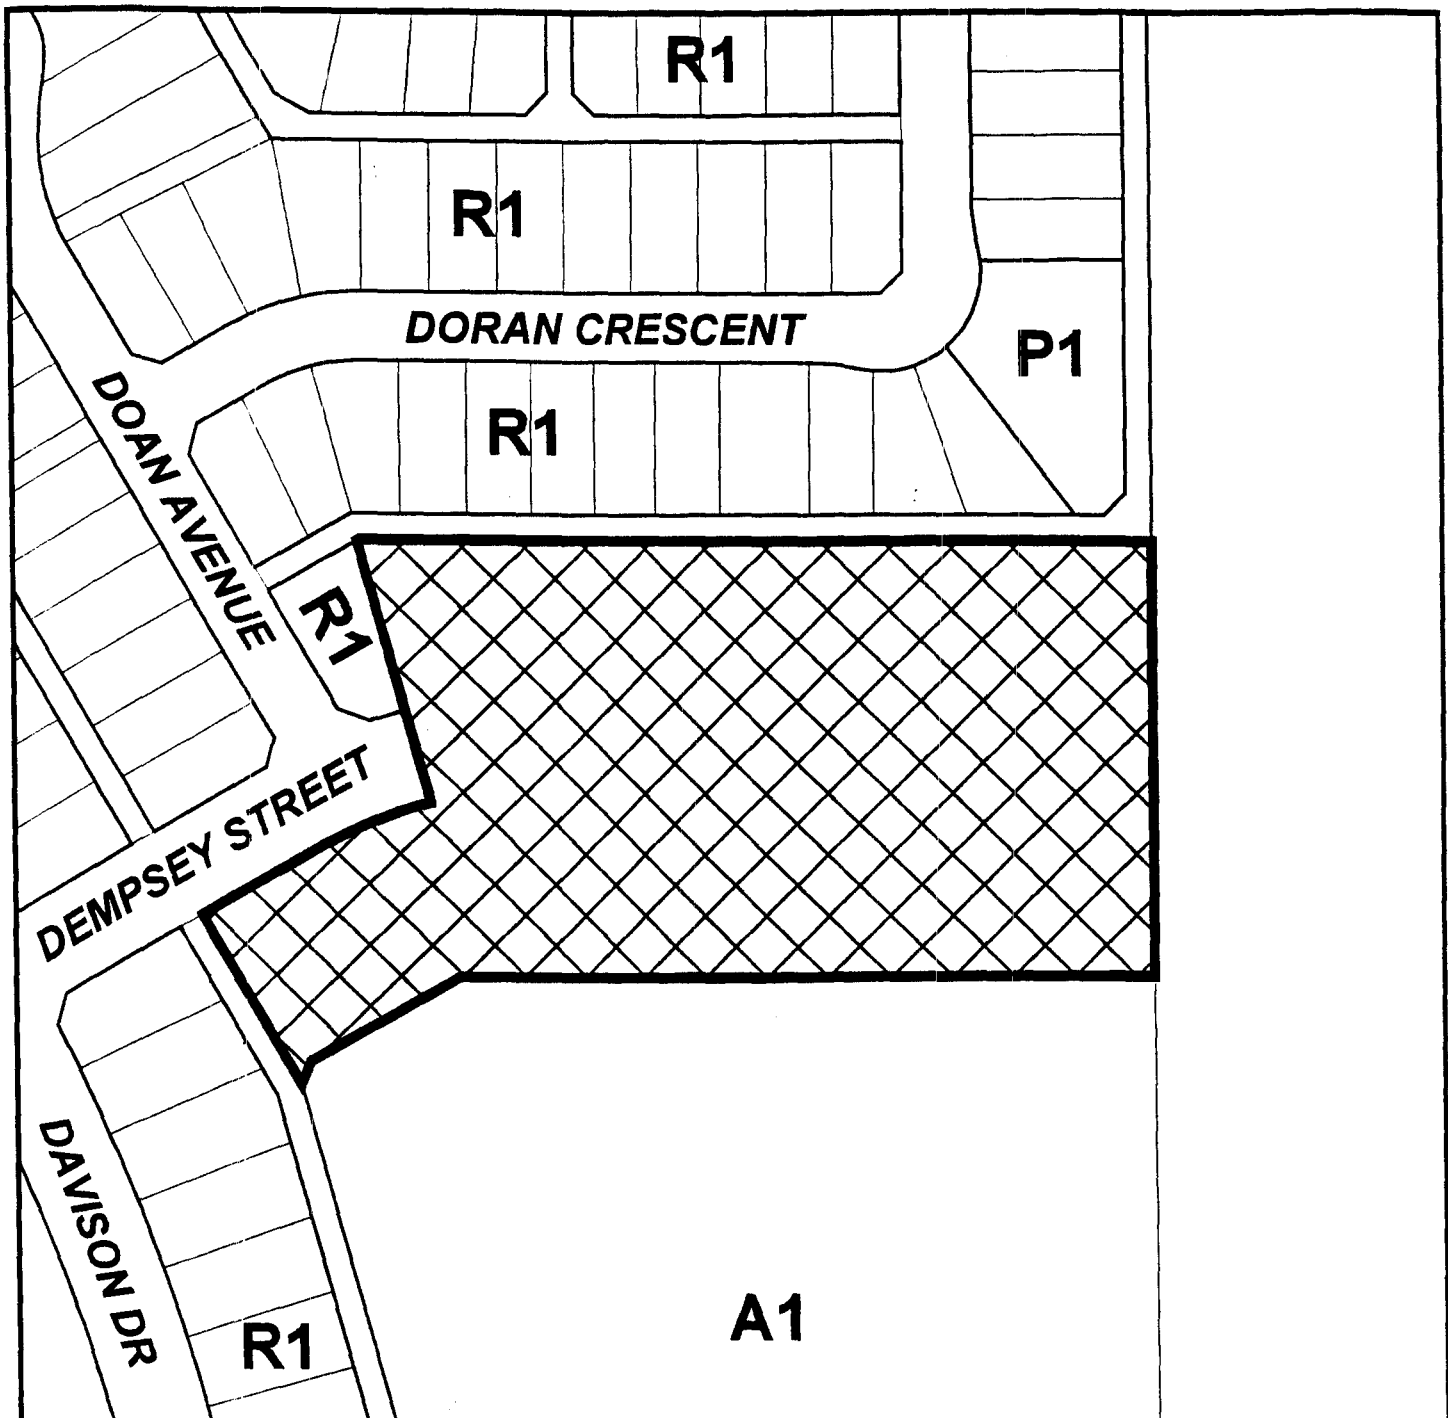 R1
R1
DORAN CRESCENT
P1
R1
DOAN AVENUE
R1
DEMPSEY STREET
DAVISON DR
A1
R1